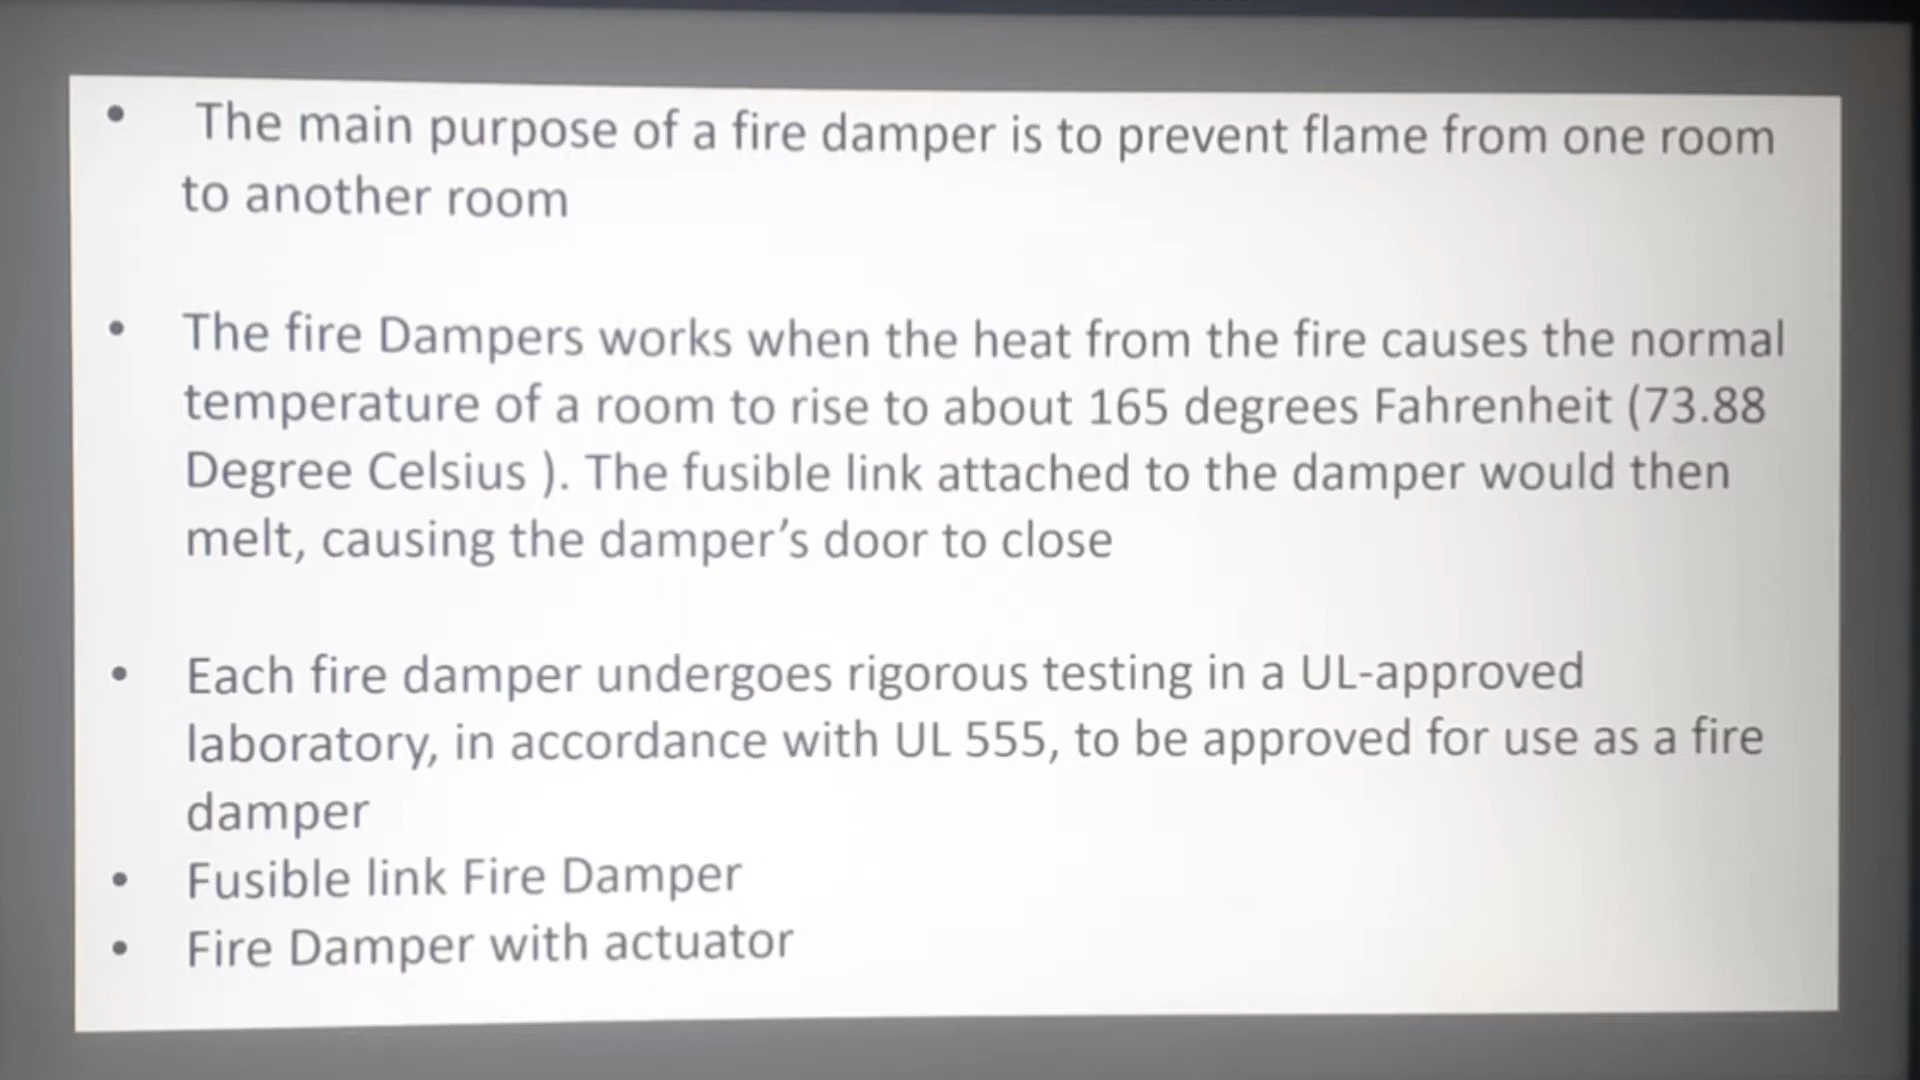 • The main purpose of a fire damper is to prevent flame from one room
to another room
• The fire Dampers works when the heat from the fire causes the normal
temperature of a room to rise to about 165 degrees Fahrenheit (73.88
Degree Celsius ). The fusible link attached to the damper would then
melt, causing the damper’s door to close
• Each fire damper undergoes rigorous testing in a UL-approved
laboratory, in accordance with UL 555, to be approved for use as a fire
damper
• Fusible link Fire Damper
• Fire Damper with actuator